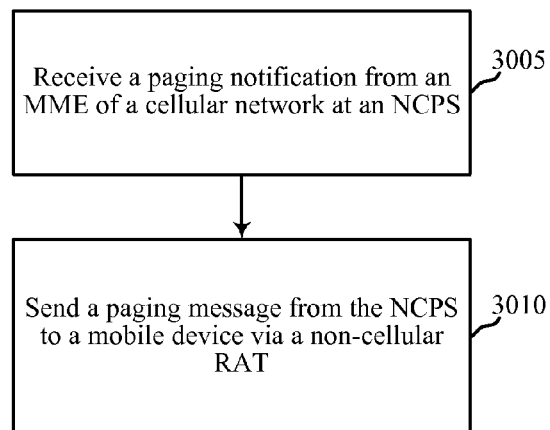 Receive a paging notification from an
MME of a cellular network at an NCPS
3005
Send a paging message from the NCPS
to a mobile device via a non-cellular
RAT
3010